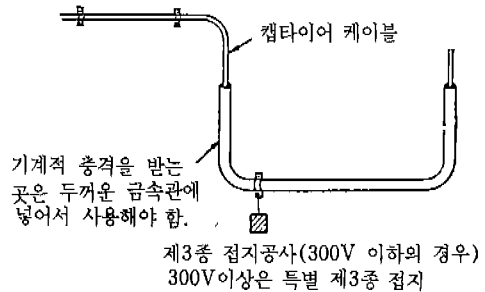 캡타이어 케이블
기계적 충격을 받는
곳은 두꺼운 금속관에
넣어서 사용해야 함.
제3종 접지공사(300V 이하의 경우)
300V이상은 특별 제3종 접지